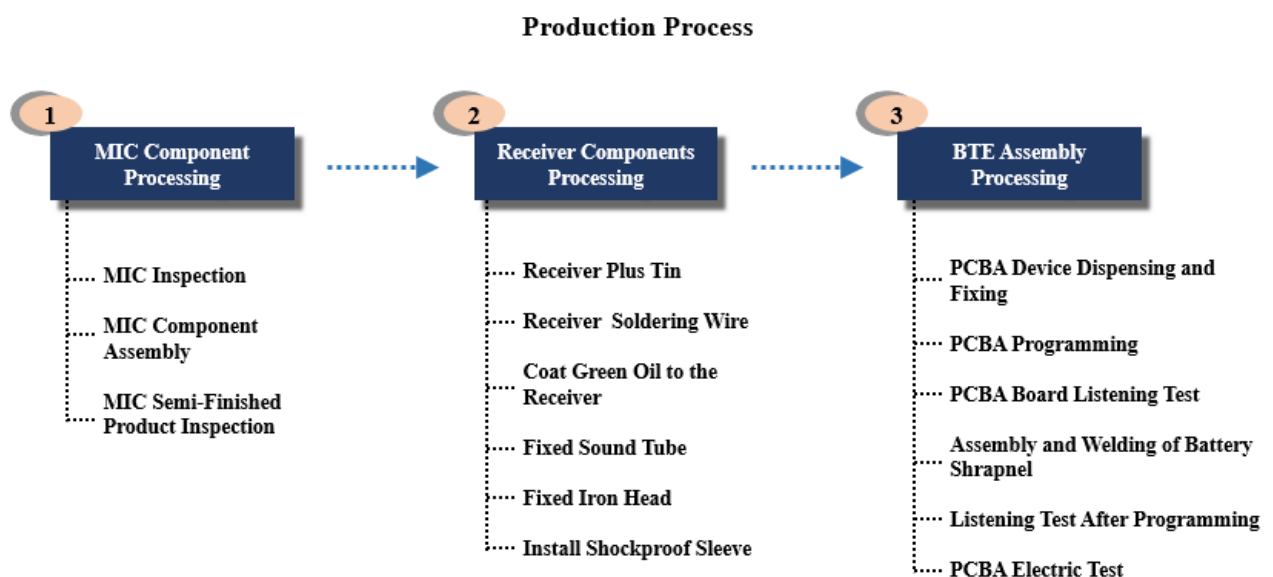 Production Process
1
MIC Component
Processing
MIC Inspection
MIC Component
Assembly
MIC Semi-Finished
Product Inspection
2
Receiver Components
Processing
Receiver Plus Tin
Receiver Soldering Wire
Coat Green Oil to the
Receiver
Fixed Sound Tube
Fixed Iron Head
Install Shockproof Sleeve
3
BTE Assembly
Processing
PCBA Device Dispensing and
Fixing
PCBA Programming
PCBA Board Listening Test
Assembly and Welding of Battery
Shrapnel
Listening Test After Programming
PCBA Electric Test